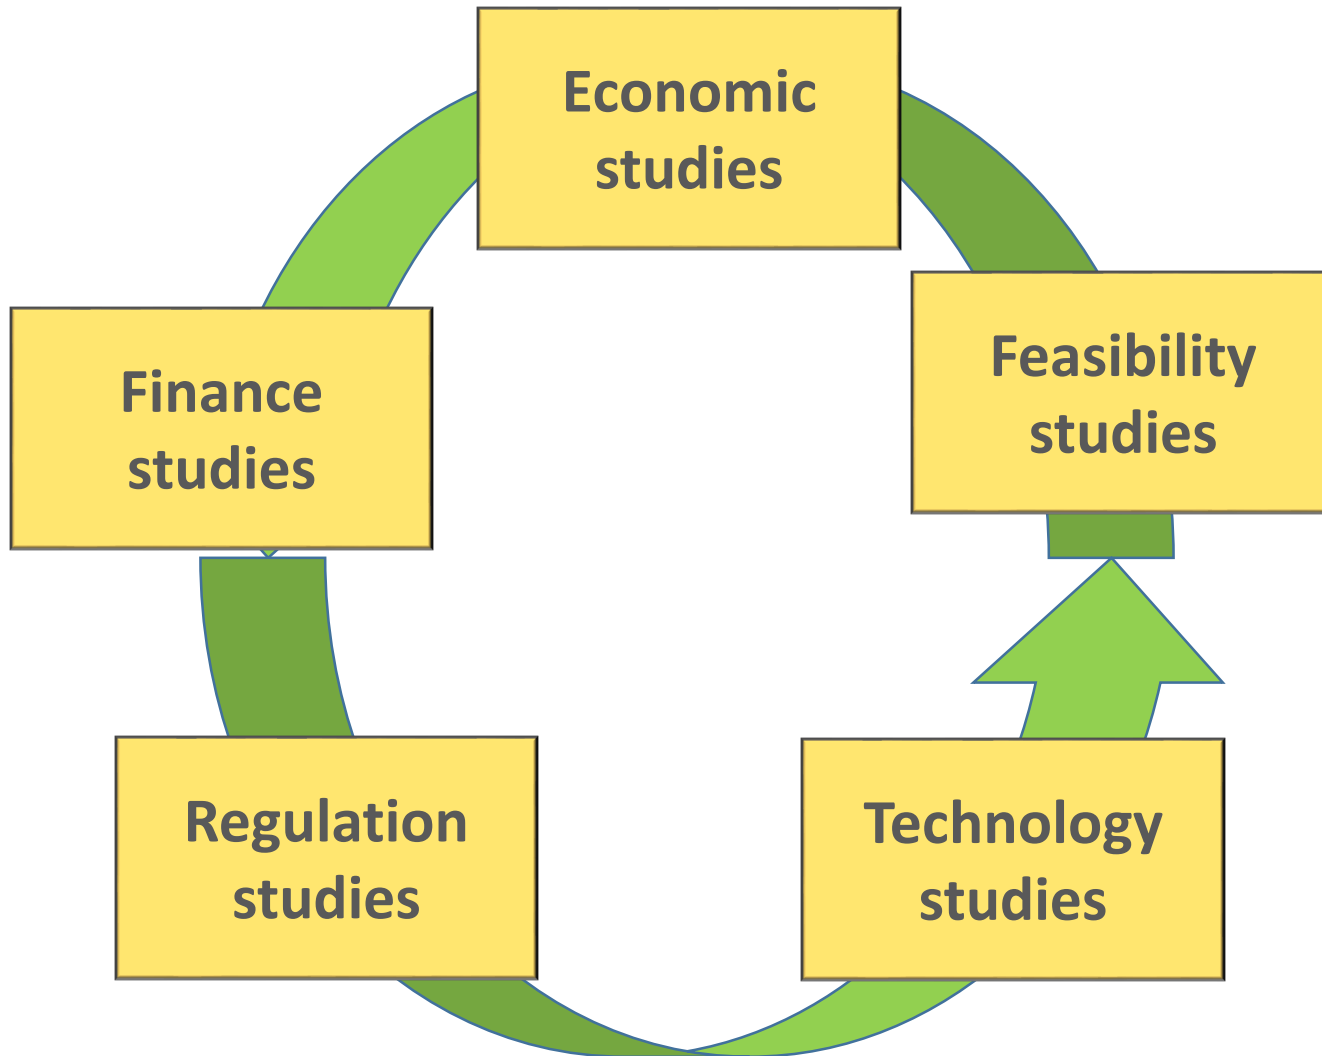 Economic
studies
Feasibility
studies
Finance
studies
Regulation
studies
Technology
studies